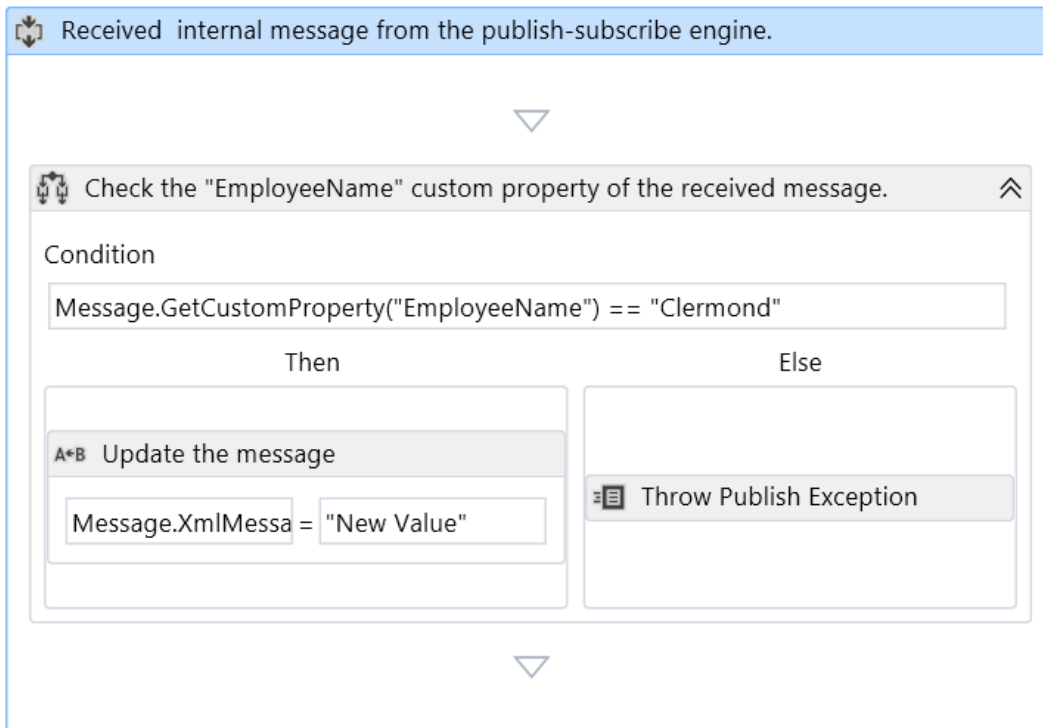 Received  internal message from the publish-subscribe engine.
Check the "EmployeeName" custom property of the received message.
Condition
Message.GetCustomProperty("EmployeeName") == "Clermond"
Then
Else
A←B Update the message
Throw Publish Exception
Message.XmlMessa = "New Value"